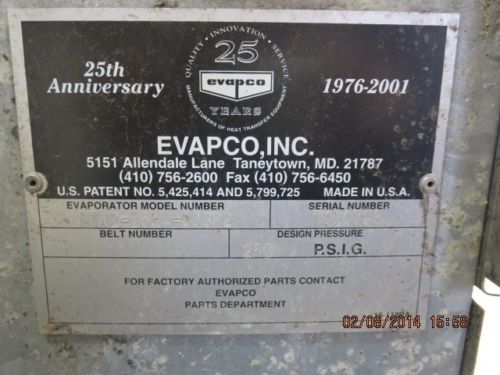 QUALITY · INNOVATION · SERVICE
25
evapco
YEARS
MANUFACTURERS OF HEAT TRANSFER EQUIPMENT
25th
Anniversary
1976-2001
EVAPCO,INC.
5151 Allendale Lane Taneytown, MD. 21787
(410) 756-2600 Fax (410) 756-6450
U.S. PATENT NO. 5,425,414 AND 5,799,725 MADE IN U.S.A.
EVAPORATOR MODEL NUMBER SERIAL NUMBER
BELT NUMBER DESIGN PRESSURE
250 P.S.I.G.
FOR FACTORY AUTHORIZED PARTS CONTACT
EVAPCO
PARTS DEPARTMENT
02/08/2014 15:58